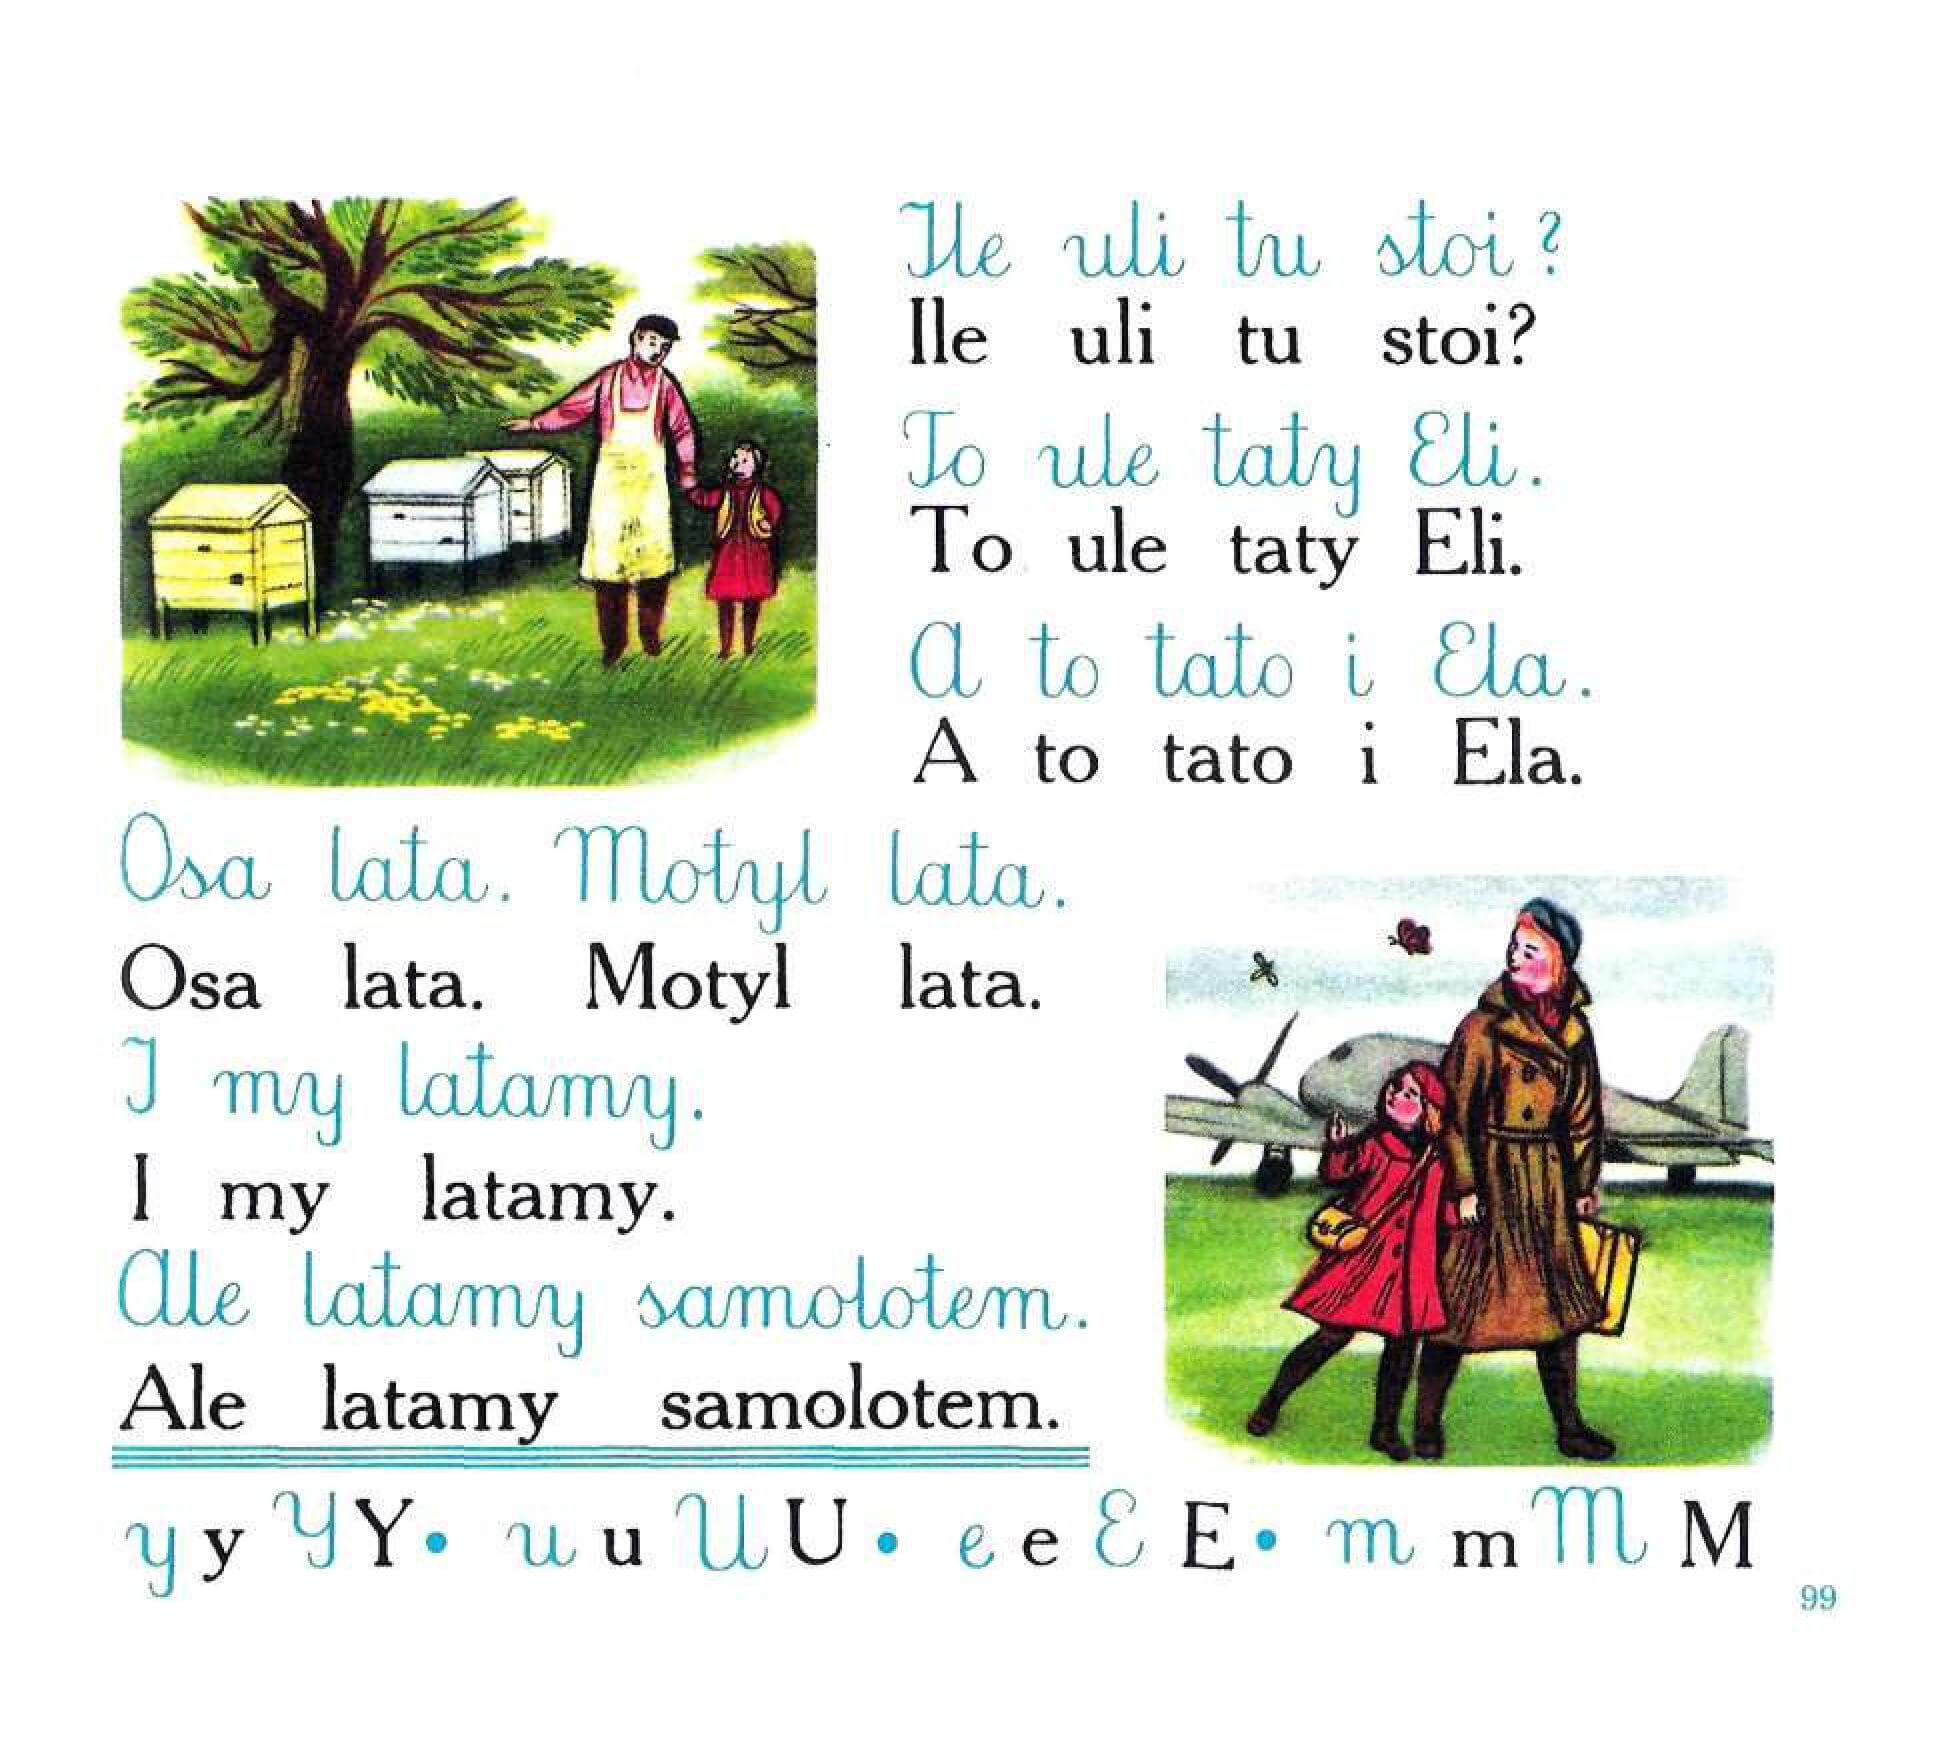 Ile uli tu stoi?
Ile uli tu stoi?
To ule taty Eli.
To ule taty Eli.
A to tato i Ela.
A to tato i Ela.
Osa lata. Motyl lata.
Osa lata. Motyl lata.
I my latamy.
I my latamy.
Ale latamy samolotem.
Ale latamy samolotem.
y y Y Y • u u U U • e e E E • m m M M
99